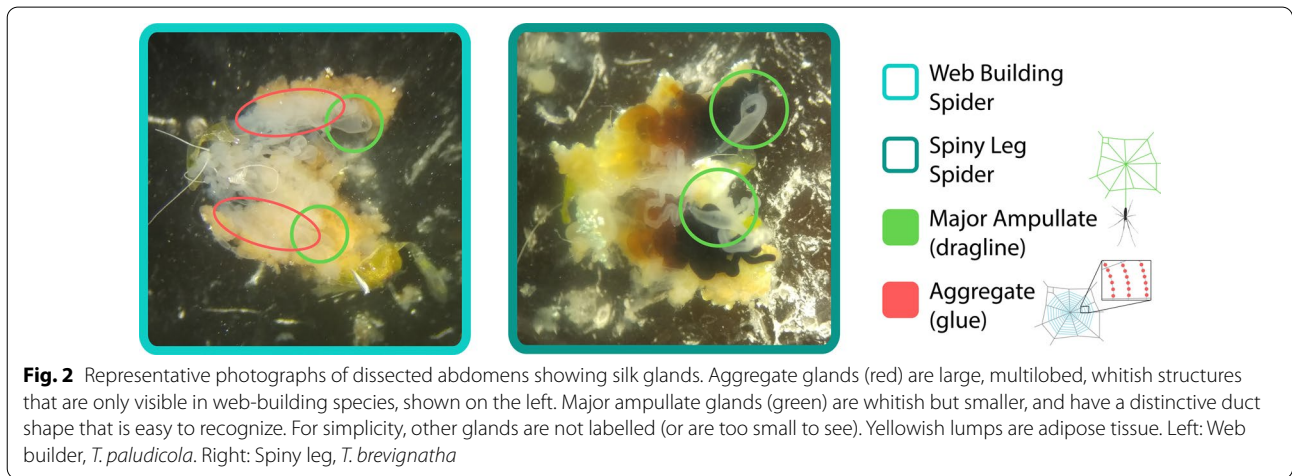 Web Building
Spider
Spiny Leg
Spider
Major Ampullate
(dragline)
Aggregate
(glue)
Fig. 2 Representative photographs of dissected abdomens showing silk glands. Aggregate glands (red) are large, multilobed, whitish structures
that are only visible in web-building species, shown on the left. Major ampullate glands (green) are whitish but smaller, and have a distinctive duct
shape that is easy to recognize. For simplicity, other glands are not labelled (or are too small to see). Yellowish lumps are adipose tissue. Left: Web
builder, T. paludicola. Right: Spiny leg, T. brevignatha